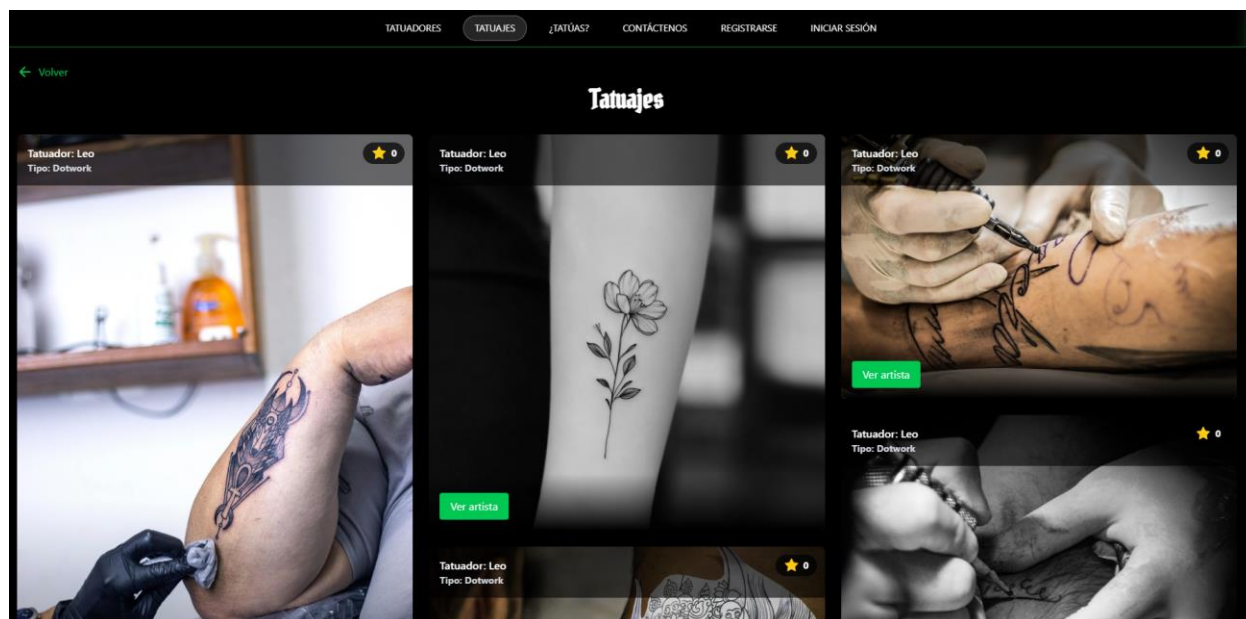 TATUADORES TATUAJES ¿TATÚAS? CONTÁCTENOS REGISTRARSE INICIAR SESIÓN
← Volver
Tatuajes
Tatuador: Leo
Tipo: Dotwork
0
Tatuador: Leo
Tipo: Dotwork
0
Ver artista
Tatuador: Leo
Tipo: Dotwork
0
Ver artista
Tatuador: Leo
Tipo: Dotwork
0
Tatuador: Leo
Tipo: Dotwork
0